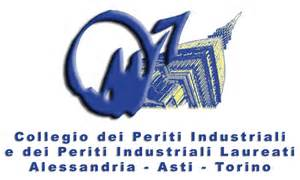 Collegio dei Periti Industriali
e dei Periti Industriali Laureati
Alessandria - Asti - Torino